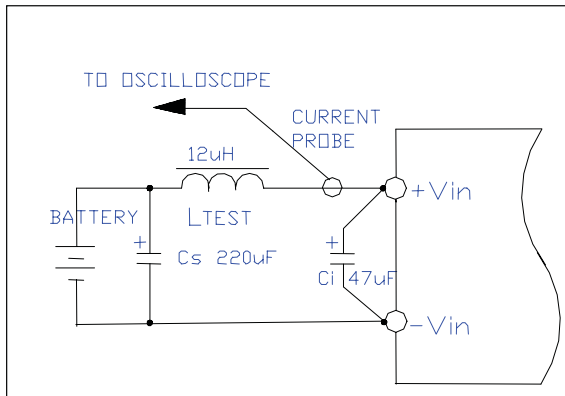 TO OSCILLOSCOPE
CURRENT
PROBE
12uH
+Vin
BATTERY
LTEST
+
+
Cs 220uF
Ci 47uF
-Vin